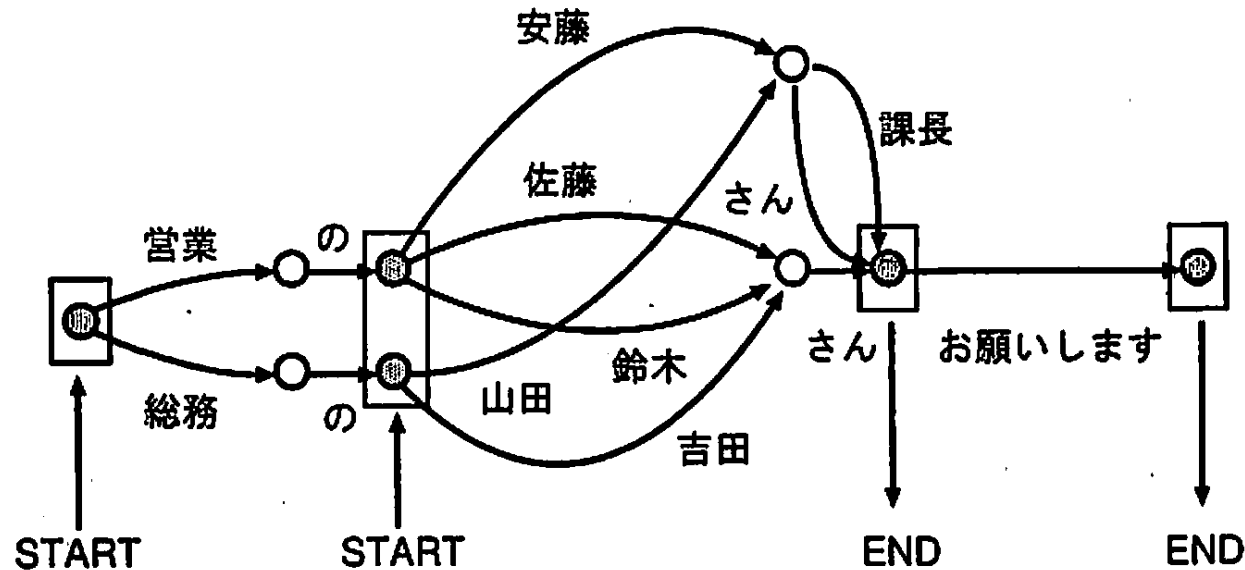 安藤
課長
佐藤
さん
の
営業
鈴木
さん
お願いします
山田
総務
の
吉田
START
START
END
END